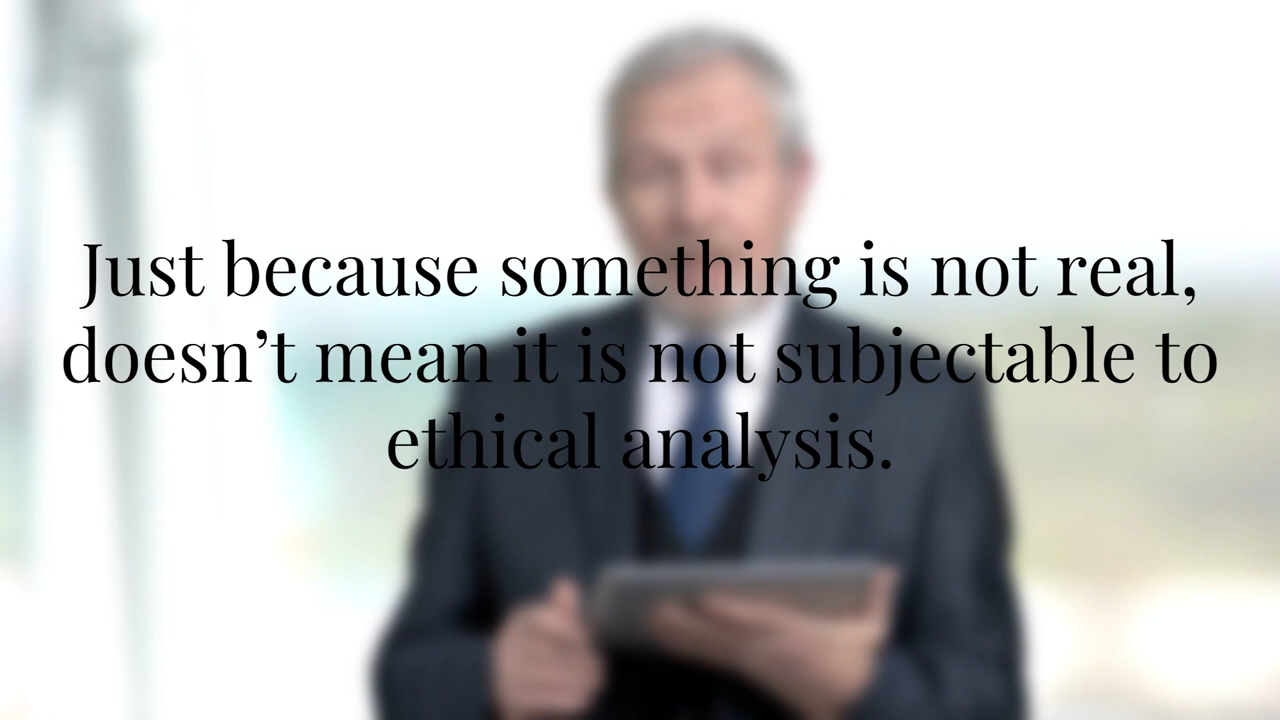 Just because something is not real,
doesn’t mean it is not subjectable to
ethical analysis.